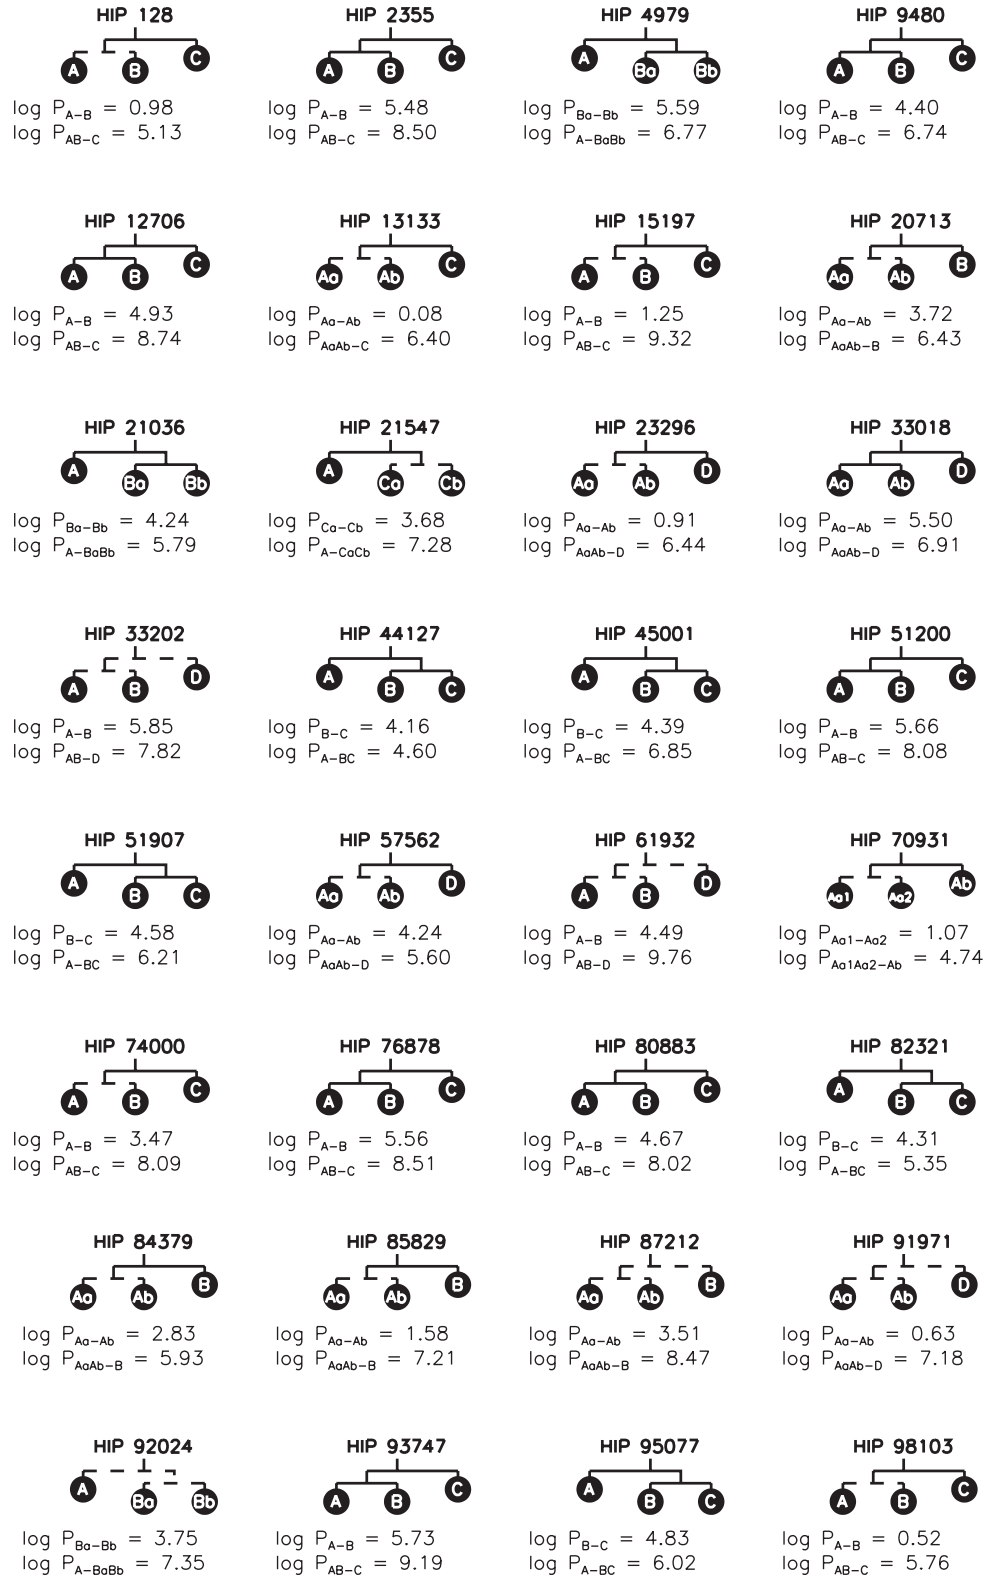 HIP 128 HIP 2355 HIP 4979 HIP 9480
A B C A B C A Ba Bb A B C
log P_A−B = 0.98 log P_A−B = 5.48 log P_Ba−Bb = 5.59 log P_A−B = 4.40
log P_AB−C = 5.13 log P_AB−C = 8.50 log P_A−BaBb = 6.77 log P_AB−C = 6.74
HIP 12706 HIP 13133 HIP 15197 HIP 20713
A B C Aa Ab C A B C Aa Ab B
log P_A−B = 4.93 log P_Aa−Ab = 0.08 log P_A−B = 1.25 log P_Aa−Ab = 3.72
log P_AB−C = 8.74 log P_AaAb−C = 6.40 log P_AB−C = 9.32 log P_AaAb−B = 6.43
HIP 21036 HIP 21547 HIP 23296 HIP 33018
A Ba Bb A Ca Cb Aa Ab D Aa Ab D
log P_Ba−Bb = 4.24 log P_Ca−Cb = 3.68 log P_Aa−Ab = 0.91 log P_Aa−Ab = 5.50
log P_A−BaBb = 5.79 log P_A−CaCb = 7.28 log P_AaAb−D = 6.44 log P_AaAb−D = 6.91
HIP 33202 HIP 44127 HIP 45001 HIP 51200
A B D A B C A B C A B C
log P_A−B = 5.85 log P_B−C = 4.16 log P_B−C = 4.39 log P_A−B = 5.66
log P_AB−D = 7.82 log P_A−BC = 4.60 log P_A−BC = 6.85 log P_AB−C = 8.08
HIP 51907 HIP 57562 HIP 61932 HIP 70931
A B C Aa Ab D A B D Aa1 Aa2 Ab
log P_B−C = 4.58 log P_Aa−Ab = 4.24 log P_A−B = 4.49 log P_Aa1−Aa2 = 1.07
log P_A−BC = 6.21 log P_AaAb−D = 5.60 log P_AB−D = 9.76 log P_Aa1Aa2−Ab = 4.74
HIP 74000 HIP 76878 HIP 80883 HIP 82321
A B C A B C A B C A B C
log P_A−B = 3.47 log P_A−B = 5.56 log P_A−B = 4.67 log P_B−C = 4.31
log P_AB−C = 8.09 log P_AB−C = 8.51 log P_AB−C = 8.02 log P_A−BC = 5.35
HIP 84379 HIP 85829 HIP 87212 HIP 91971
Aa Ab B Aa Ab B Aa Ab B Aa Ab D
log P_Aa−Ab = 2.83 log P_Aa−Ab = 1.58 log P_Aa−Ab = 3.51 log P_Aa−Ab = 0.63
log P_AaAb−B = 5.93 log P_AaAb−B = 7.21 log P_AaAb−B = 8.47 log P_AaAb−D = 7.18
HIP 92024 HIP 93747 HIP 95077 HIP 98103
A Ba Bb A B C A B C A B C
log P_Ba−Bb = 3.75 log P_A−B = 5.73 log P_B−C = 4.83 log P_A−B = 0.52
log P_A−BaBb = 7.35 log P_AB−C = 9.19 log P_A−BC = 6.02 log P_AB−C = 5.76